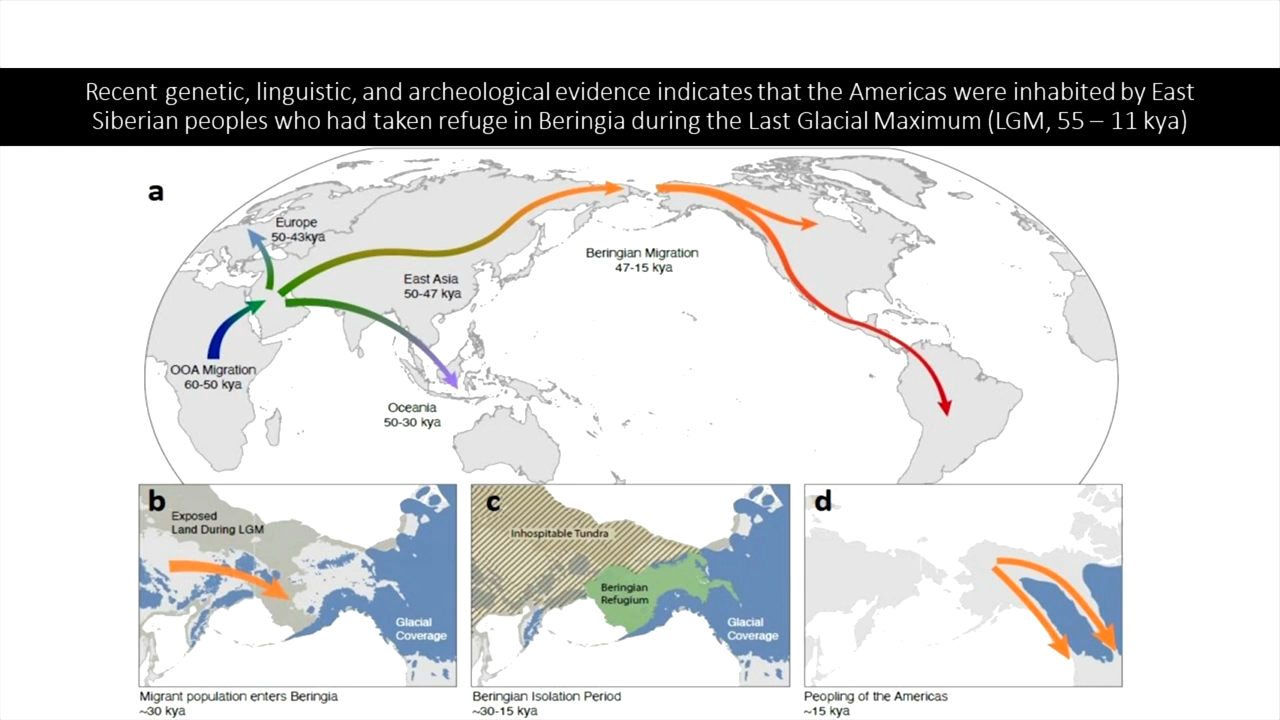 Recent genetic, linguistic, and archeological evidence indicates that the Americas were inhabited by East
Siberian peoples who had taken refuge in Beringia during the Last Glacial Maximum (LGM, 55 – 11 kya)
a
Europe
50-43kya
East Asia
50-47 kya
Beringian Migration
47-15 kya
OOA Migration
60-50 kya
Oceania
50-30 kya
b
Exposed
Land During LGM
Glacial
Coverage
Migrant population enters Beringia
~30 kya
c
Inhospitable Tundra
Beringian
Refugium
Glacial
Coverage
Beringian Isolation Period
~30-15 kya
d
Peopling of the Americas
~15 kya